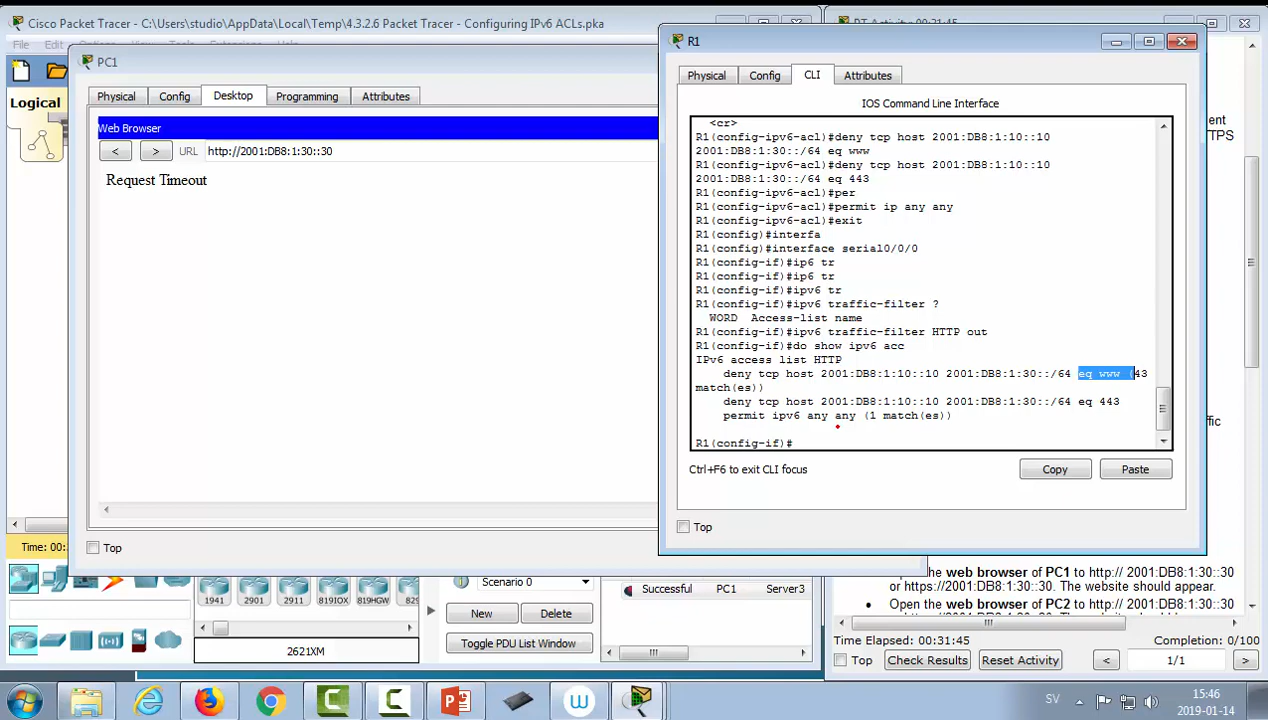 Cisco Packet Tracer - C:\Users\studio\AppData\Local\Temp\4.3.2.6 Packet Tracer - Configuring IPv6 ACLs.pka
PT Activity: 00:31:45
File Edit Options View Tools Extensions Help
Logical
PC1
Physical Config Desktop Programming Attributes
Web Browser
< > URL http://2001:DB8:1:30::30
Request Timeout
Top
R1
Physical Config CLI Attributes
IOS Command Line Interface
<cr>
R1(config-ipv6-acl)#deny tcp host 2001:DB8:1:10::10
2001:DB8:1:30::/64 eq www
R1(config-ipv6-acl)#deny tcp host 2001:DB8:1:10::10
2001:DB8:1:30::/64 eq 443
R1(config-ipv6-acl)#per
R1(config-ipv6-acl)#permit ip any any
R1(config-ipv6-acl)#exit
R1(config)#interfa
R1(config)#interface serial0/0/0
R1(config-if)#ip6 tr
R1(config-if)#ip6 tr
R1(config-if)#ipv6 tr
R1(config-if)#ipv6 traffic-filter ?
WORD Access-list name
R1(config-if)#ipv6 traffic-filter HTTP out
R1(config-if)#do show ipv6 acc
IPv6 access list HTTP
deny tcp host 2001:DB8:1:10::10 2001:DB8:1:30::/64 eq www (43
match(es))
deny tcp host 2001:DB8:1:10::10 2001:DB8:1:30::/64 eq 443
permit ipv6 any any (1 match(es))
R1(config-if)#
Ctrl+F6 to exit CLI focus
Copy Paste
Top
ent
TPS
ffic
Time: 00:
1941 2901 2911 819IOX 819HGW 829
2621XM
Scenario 0
New Delete
Toggle PDU List Window
Successful PC1 Server3
the web browser of PC1 to http:// 2001:DB8:1:30::30
or https://2001:DB8:1:30::30. The website should appear.
• Open the web browser of PC2 to http:// 2001:DB8:1:30::30
Time Elapsed: 00:31:45 Completion: 0/100
Top Check Results Reset Activity < 1/1 >
SV
15:46
2019-01-14